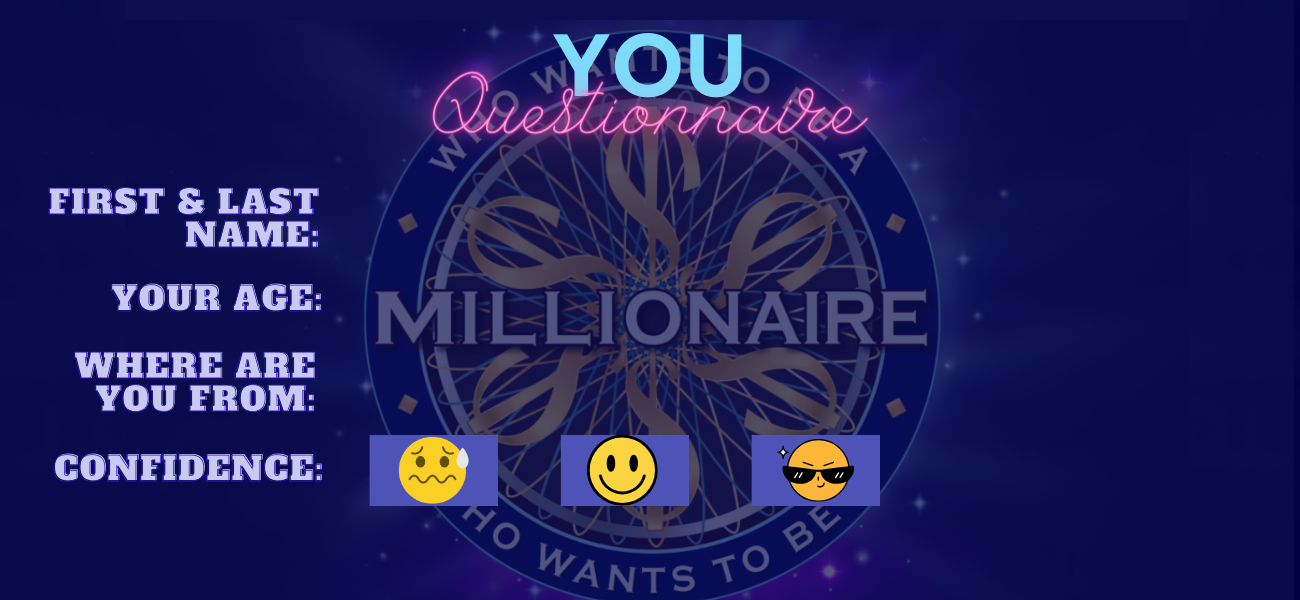 YOU
Questionnaire
WHO WANTS TO BE A
FIRST & LAST
NAME:
YOUR AGE:
MILLIONAIRE
WHERE ARE
YOU FROM:
CONFIDENCE:
HO WANTS TO BE